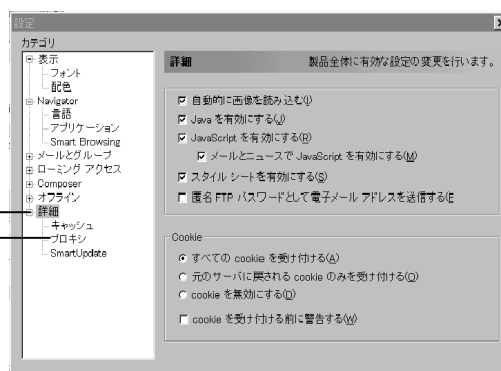 設定
カテゴリ
表示
フォント
配色
Navigator
言語
アプリケーション
Smart Browsing
メールとグループ
ローミング アクセス
Composer
オフライン
詳細
キャッシュ
プロキシ
SmartUpdate
詳細 製品全体に有効な設定の変更を行います。
自動的に画像を読み込む(I)
Java を有効にする(J)
JavaScript を有効にする(R)
メールとニュースで JavaScript を有効にする(M)
スタイル シートを有効にする(S)
匿名 FTP パスワードとして電子メール アドレスを送信する(E
Cookie
すべての cookie を受け付ける(A)
元のサーバに戻される cookie のみを受け付ける(O)
cookie を無効にする(D)
cookie を受け付ける前に警告する(W)